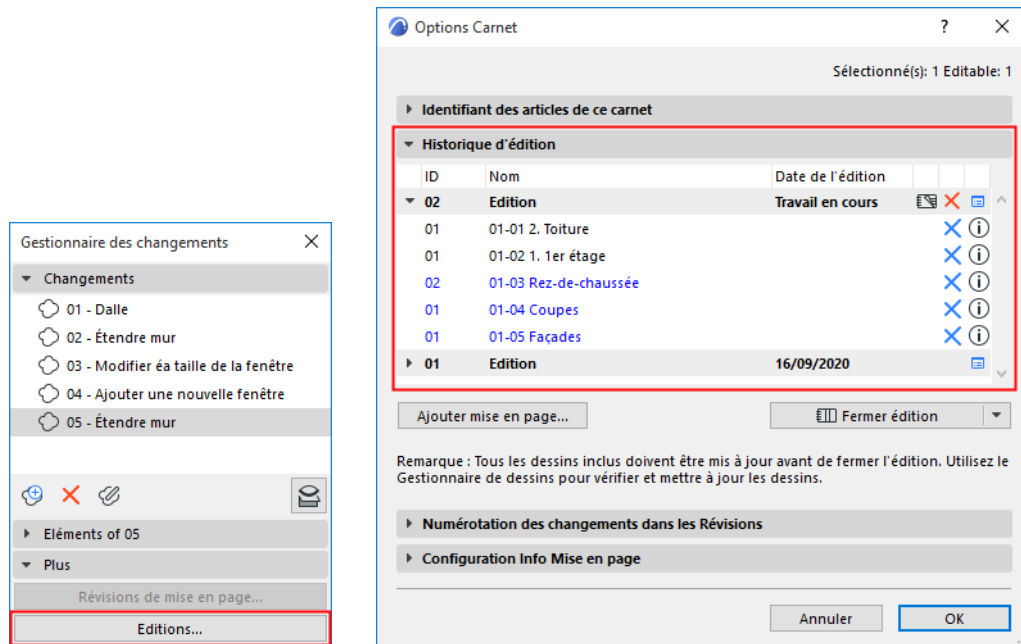 Gestionnaire des changements
Changements
01 - Dalle
02 - Étendre mur
03 - Modifier éa taille de la fenêtre
04 - Ajouter une nouvelle fenêtre
05 - Étendre mur
Eléments of 05
Plus
Révisions de mise en page...
Editions...
Options Carnet
Sélectionné(s): 1 Editable: 1
Identifiant des articles de ce carnet
Historique d'édition
ID Nom Date de l'édition
02 Edition Travail en cours
01 01-01 2. Toiture
01 01-02 1. 1er étage
02 01-03 Rez-de-chaussée
01 01-04 Coupes
01 01-05 Façades
01 Edition 16/09/2020
Ajouter mise en page... Fermer édition
Remarque : Tous les dessins inclus doivent être mis à jour avant de fermer l'édition. Utilisez le
Gestionnaire de dessins pour vérifier et mettre à jour les dessins.
Numérotation des changements dans les Révisions
Configuration Info Mise en page
Annuler OK